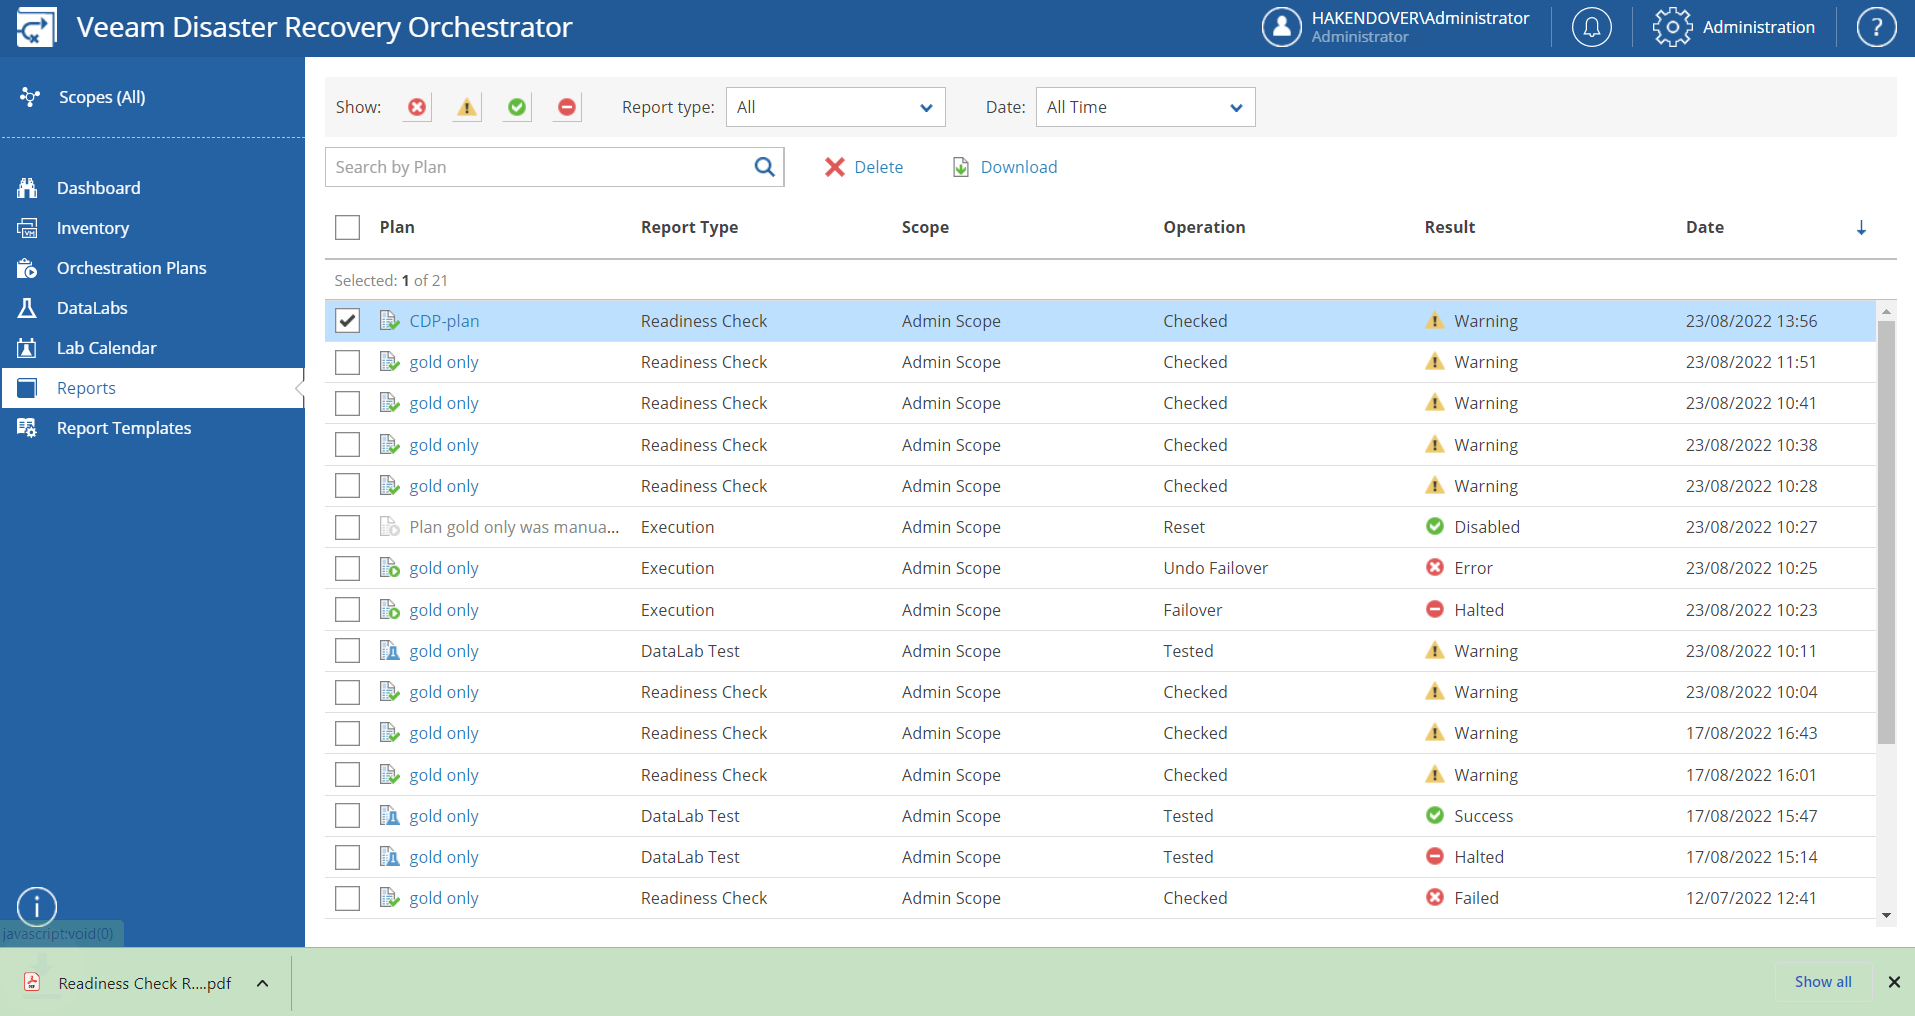 Veeam Disaster Recovery Orchestrator
HAKENDOVER\Administrator
Administrator
Administration
?
Scopes (All)
Dashboard
Inventory
Orchestration Plans
DataLabs
Lab Calendar
Reports
Report Templates
Show: Report type: All Date: All Time
Search by Plan Delete Download
Plan Report Type Scope Operation Result Date
Selected: 1 of 21
CDP-plan Readiness Check Admin Scope Checked Warning 23/08/2022 13:56
gold only Readiness Check Admin Scope Checked Warning 23/08/2022 11:51
gold only Readiness Check Admin Scope Checked Warning 23/08/2022 10:41
gold only Readiness Check Admin Scope Checked Warning 23/08/2022 10:38
gold only Readiness Check Admin Scope Checked Warning 23/08/2022 10:28
Plan gold only was manua... Execution Admin Scope Reset Disabled 23/08/2022 10:27
gold only Execution Admin Scope Undo Failover Error 23/08/2022 10:25
gold only Execution Admin Scope Failover Halted 23/08/2022 10:23
gold only DataLab Test Admin Scope Tested Warning 23/08/2022 10:11
gold only Readiness Check Admin Scope Checked Warning 23/08/2022 10:04
gold only Readiness Check Admin Scope Checked Warning 17/08/2022 16:43
gold only Readiness Check Admin Scope Checked Warning 17/08/2022 16:01
gold only DataLab Test Admin Scope Tested Success 17/08/2022 15:47
gold only DataLab Test Admin Scope Tested Halted 17/08/2022 15:14
gold only Readiness Check Admin Scope Checked Failed 12/07/2022 12:41
javascript:void(0)
Readiness Check R....pdf
Show all